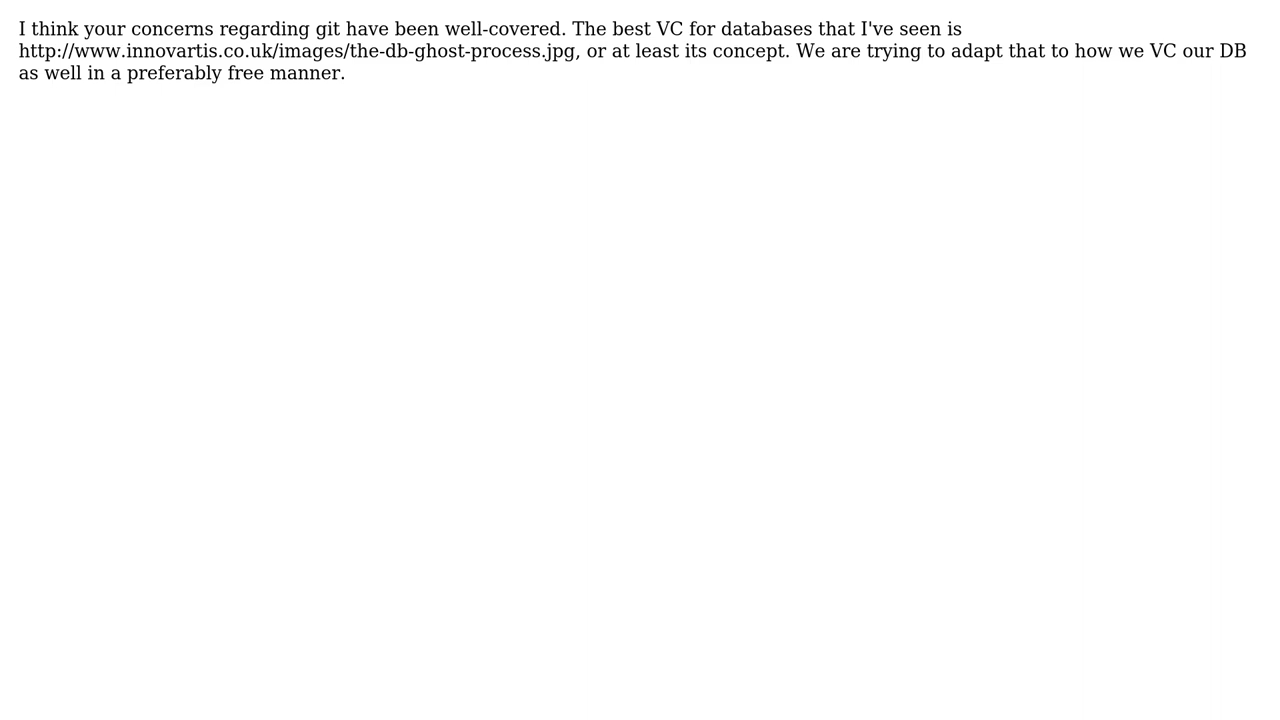 I think your concerns regarding git have been well-covered. The best VC for databases that I've seen is
http://www.innovartis.co.uk/images/the-db-ghost-process.jpg, or at least its concept. We are trying to adapt that to how we VC our DB
as well in a preferably free manner.